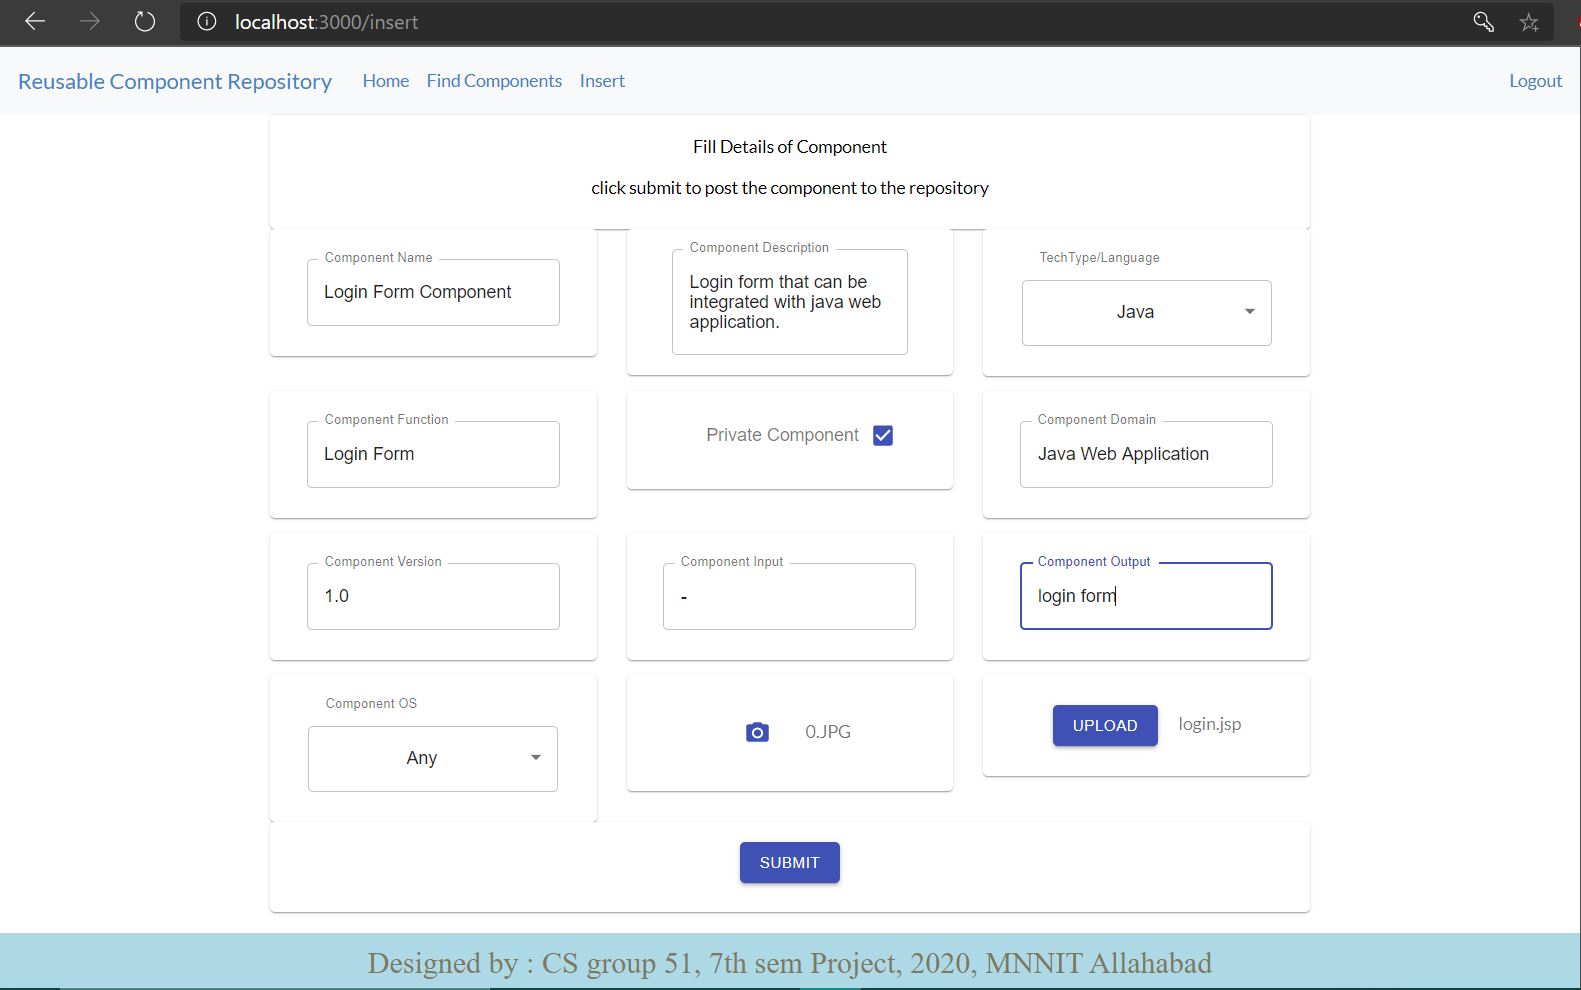 localhost:3000/insert
Reusable Component Repository Home Find Components Insert Logout
Fill Details of Component
click submit to post the component to the repository
Component Name
Login Form Component
Component Description
Login form that can be
integrated with java web
application.
TechType/Language
Java
Component Function
Login Form
Private Component
Component Domain
Java Web Application
Component Version
1.0
Component Input
-
Component Output
login form
Component OS
Any
0.JPG
UPLOAD login.jsp
SUBMIT
Designed by : CS group 51, 7th sem Project, 2020, MNNIT Allahabad